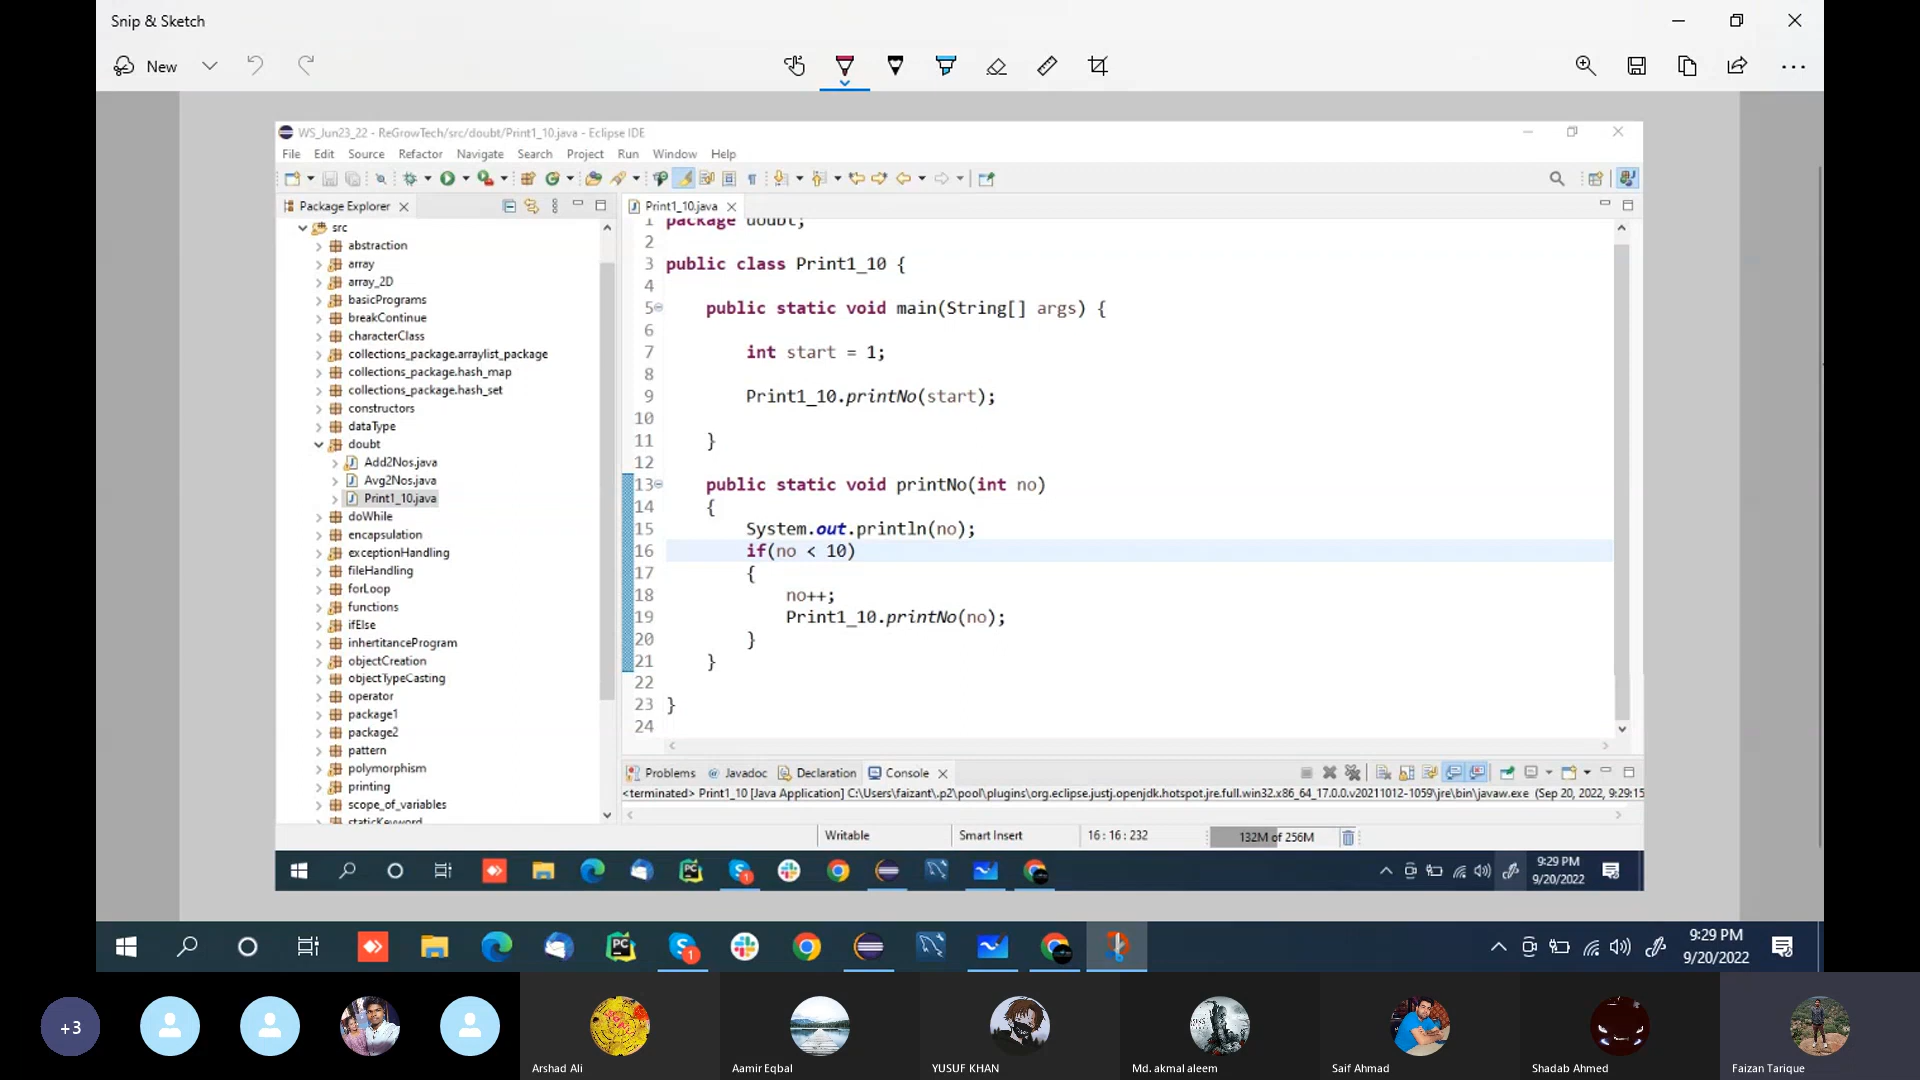 Snip & Sketch
New
WS_Jun23_22 - ReGrowTech/src/doubt/Print1_10.java - Eclipse IDE
File Edit Source Refactor Navigate Search Project Run Window Help
Package Explorer
Print1_10.java
src
abstraction
array
array_2D
basicPrograms
breakContinue
characterClass
collections_package.arraylist_package
collections_package.hash_map
collections_package.hash_set
constructors
dataType
doubt
Add2Nos.java
Avg2Nos.java
Print1_10.java
doWhile
encapsulation
exceptionHandling
fileHandling
forLoop
functions
ifElse
inheritanceProgram
objectCreation
objectTypeCasting
operator
package1
package2
pattern
polymorphism
printing
scope_of_variables
staticKeyword
1 package doubt;
2
3 public class Print1_10 {
4
5 public static void main(String[] args) {
6
7 int start = 1;
8
9 Print1_10.printNo(start);
10
11 }
12
13 public static void printNo(int no)
14 {
15 System.out.println(no);
16 if(no < 10)
17 {
18 no++;
19 Print1_10.printNo(no);
20 }
21 }
22
23 }
24
Problems Javadoc Declaration Console
<terminated> Print1_10 [Java Application] C:\Users\faizant\.p2\pool\plugins\org.eclipse.justj.openjdk.hotspot.jre.full.win32.x86_64_17.0.0.v20211012-1059\jre\bin\javaw.exe (Sep 20, 2022, 9:29:15
Writable Smart Insert 16 : 16 : 232 132M of 256M
9:29 PM
9/20/2022
9:29 PM
9/20/2022
+3
Arshad Ali Aamir Eqbal YUSUF KHAN Md. akmal aleem Saif Ahmad Shadab Ahmed Faizan Tarique